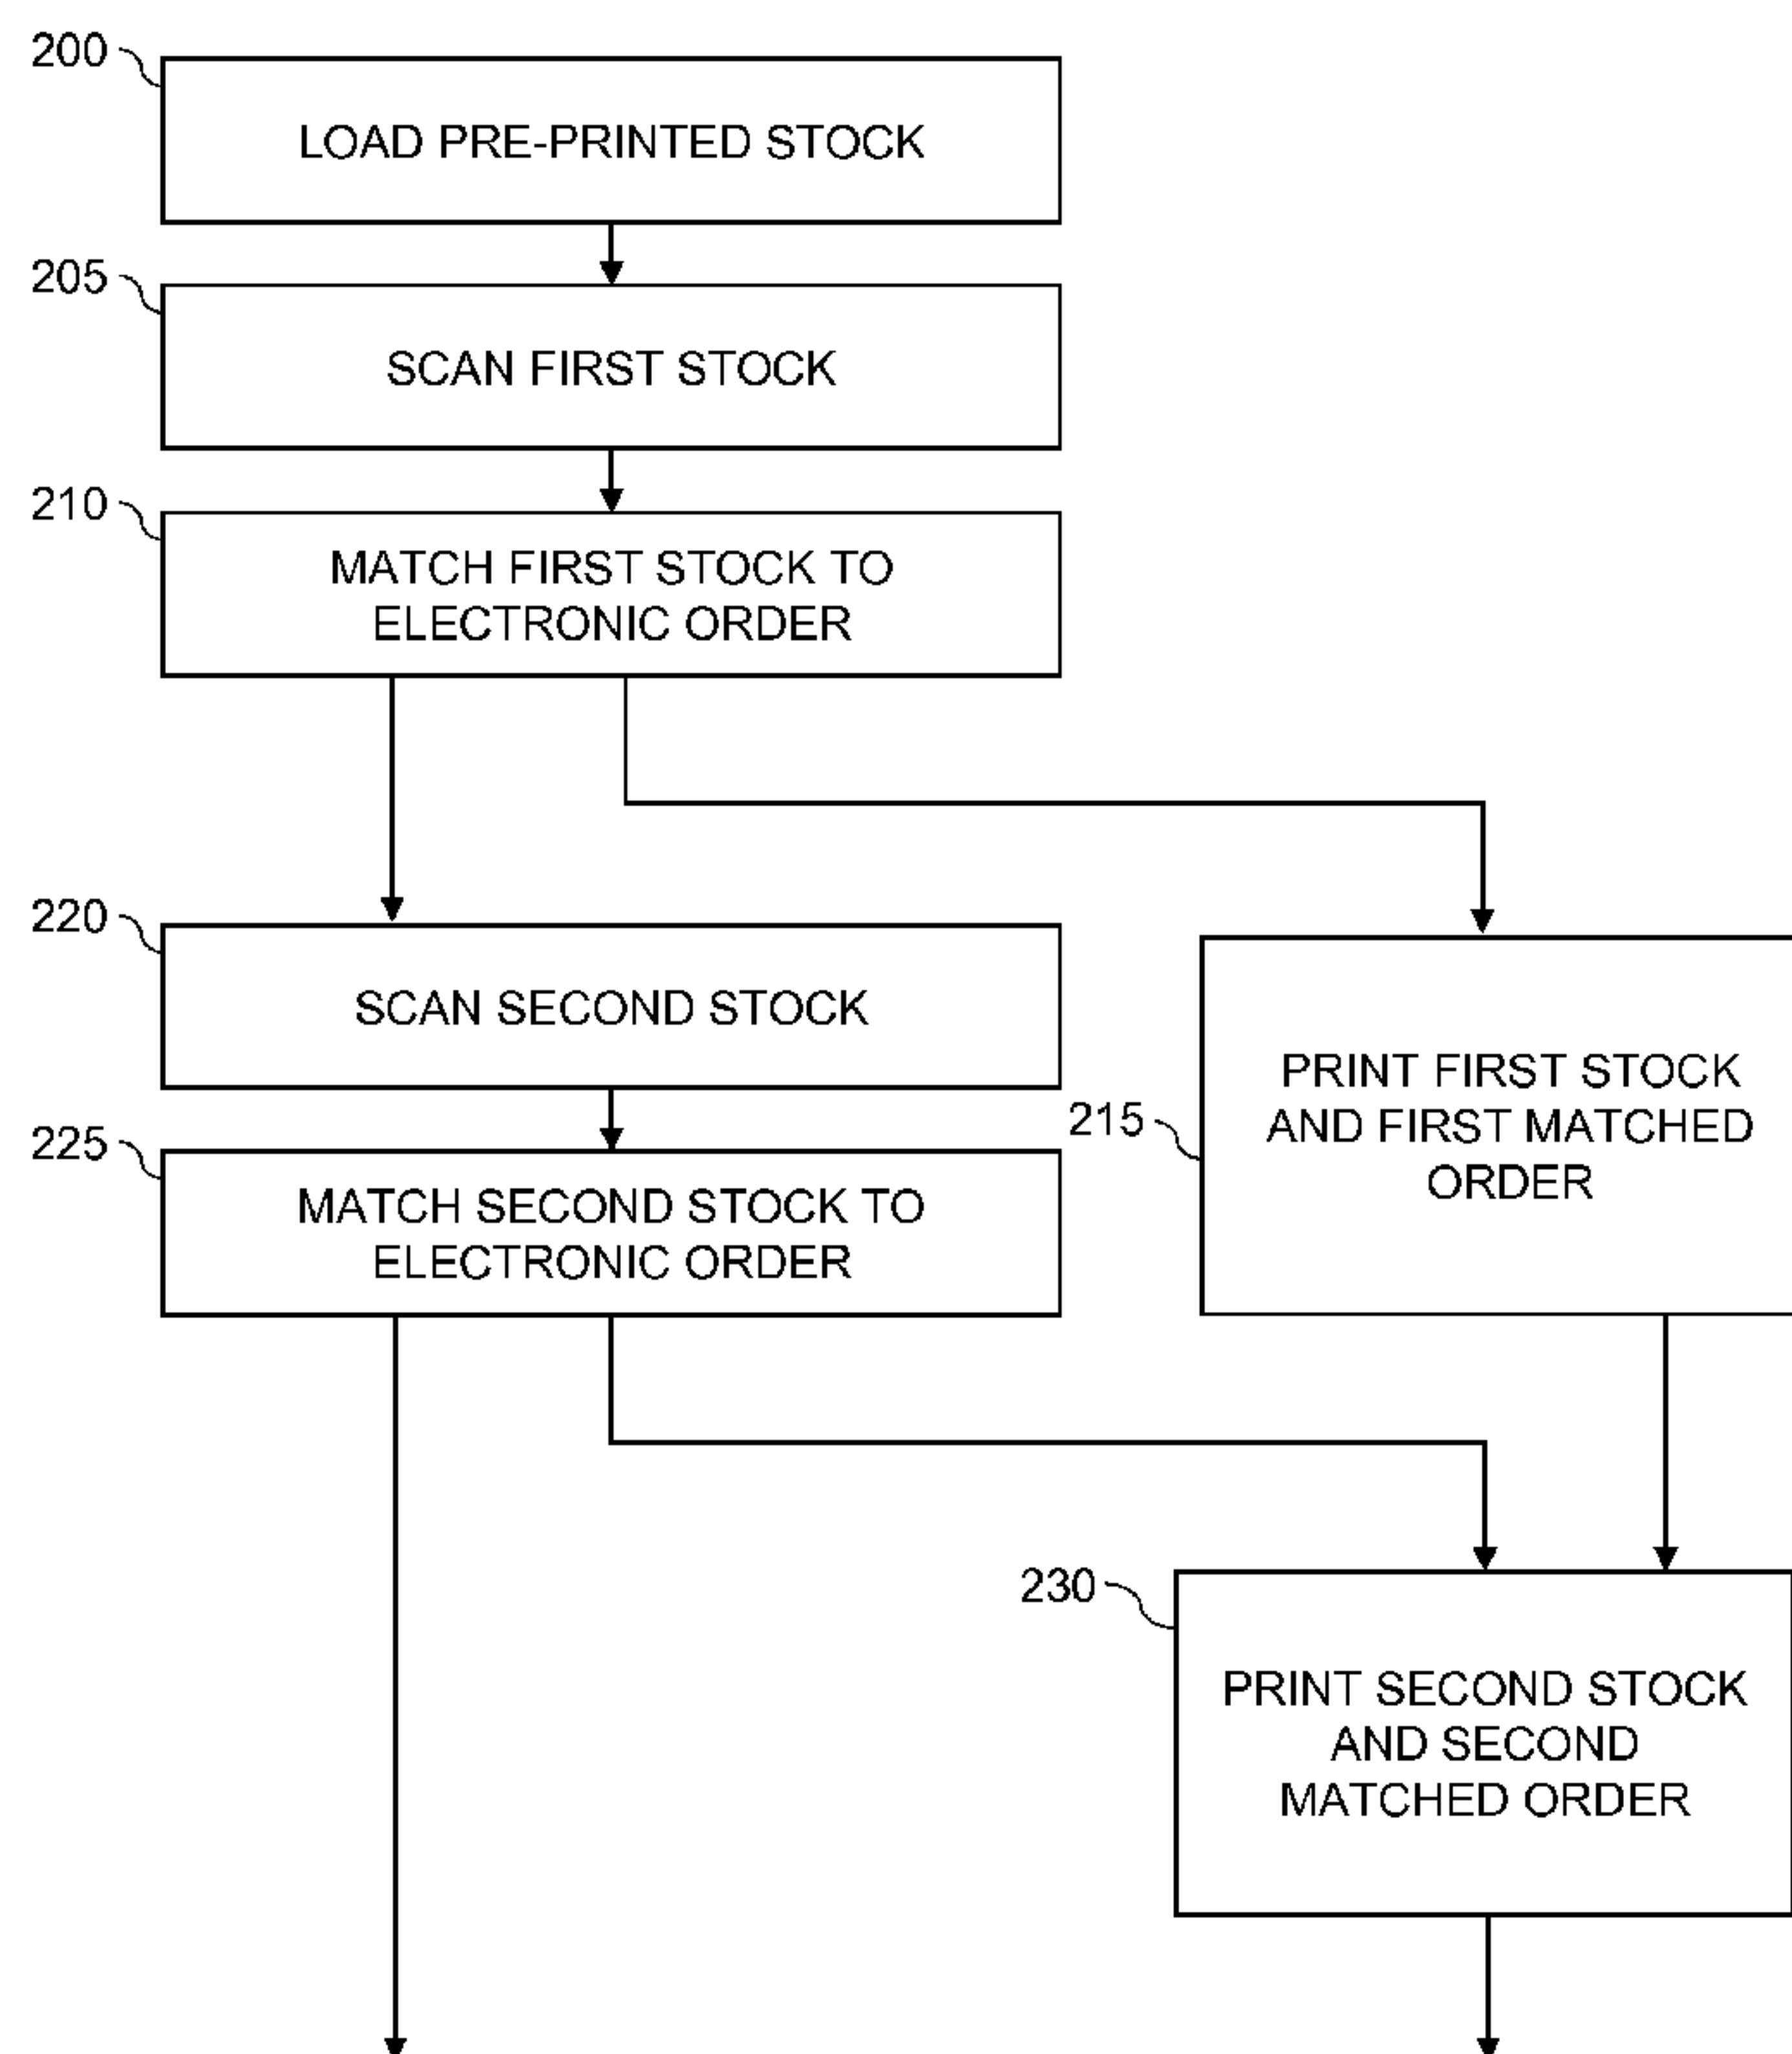 200
LOAD PRE-PRINTED STOCK
205
SCAN FIRST STOCK
210
MATCH FIRST STOCK TO
ELECTRONIC ORDER
220
SCAN SECOND STOCK
215
PRINT FIRST STOCK
AND FIRST MATCHED
ORDER
225
MATCH SECOND STOCK TO
ELECTRONIC ORDER
230
PRINT SECOND STOCK
AND SECOND
MATCHED ORDER